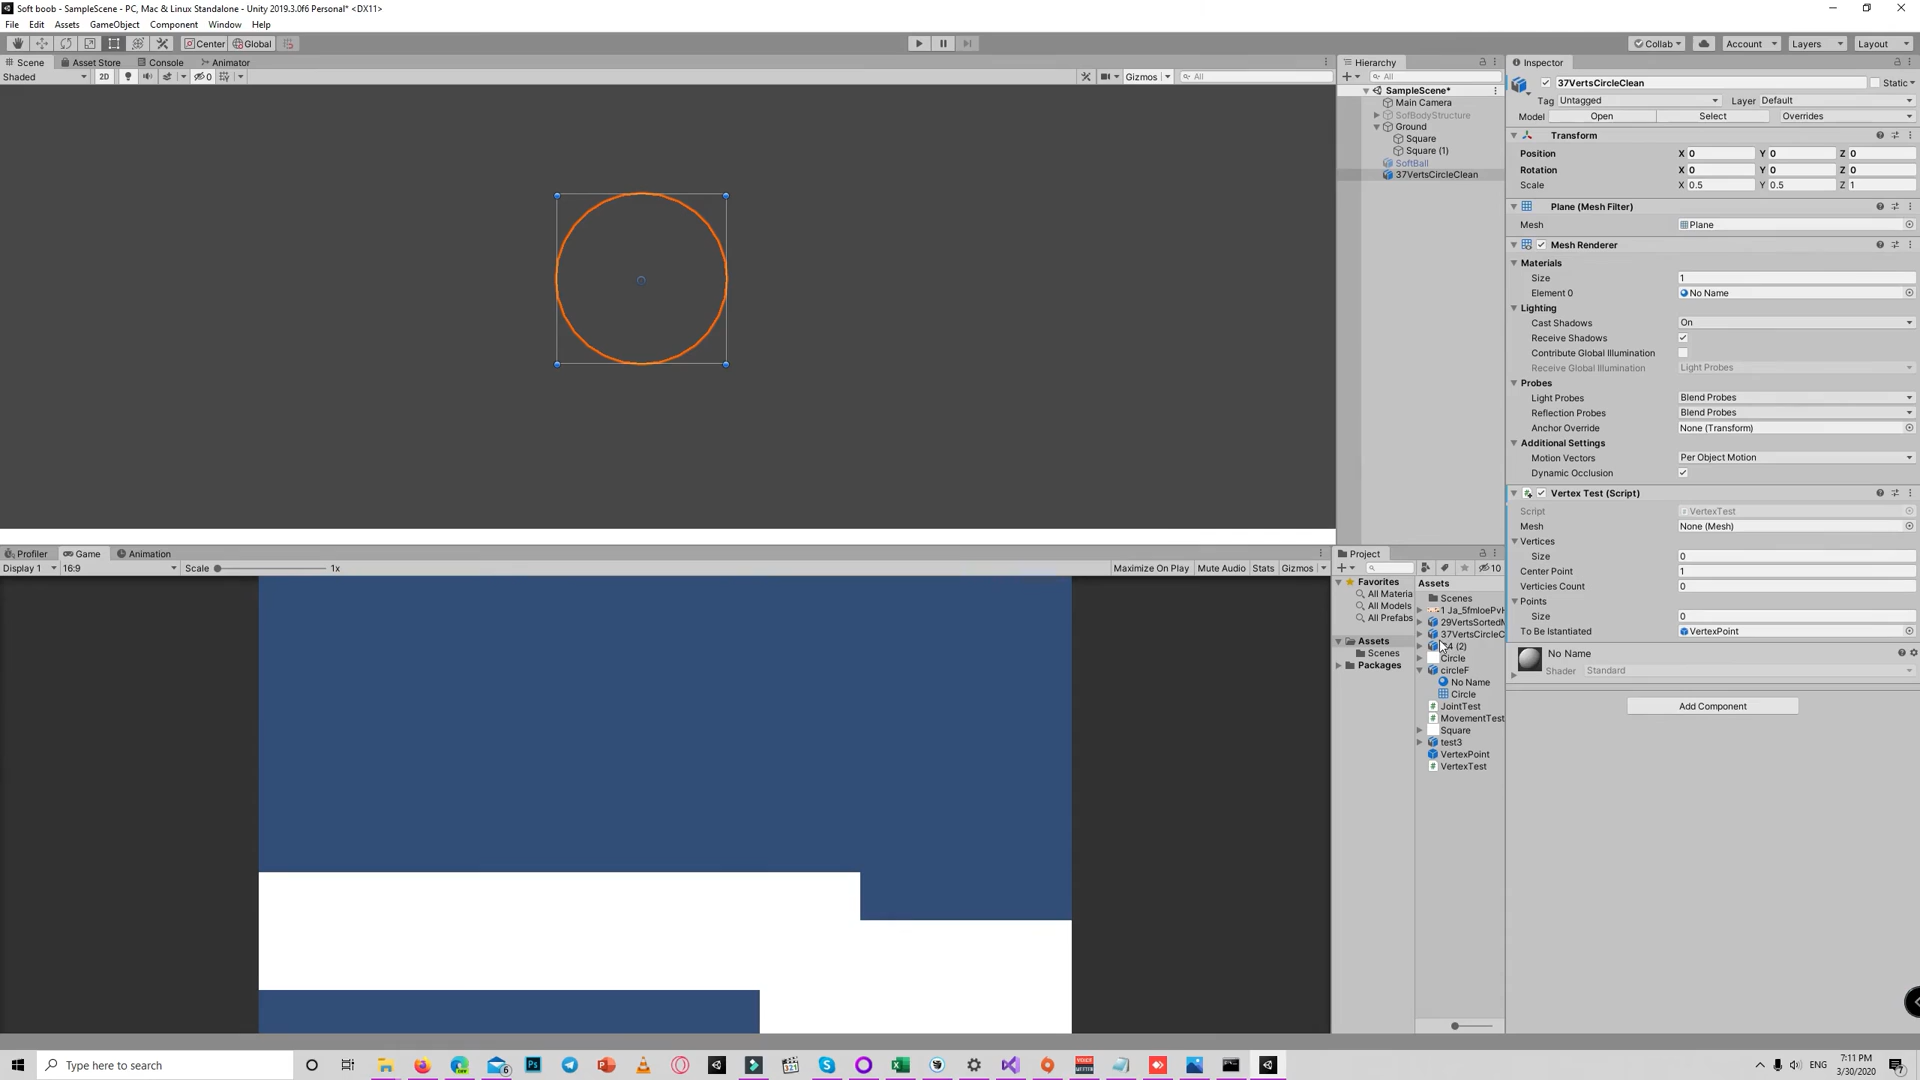 Soft boob - SampleScene - PC, Mac & Linux Standalone - Unity 2019.3.0f6 Personal* <DX11>
File Edit Assets GameObject Component Window Help
Center Global Collab Account Layers Layout
Scene Asset Store Console Animator
Shaded 2D 0 Gizmos All
Hierarchy
All
SampleScene*
Main Camera
SofBodyStructure
Ground
Square
Square (1)
SoftBall
37VertsCircleClean
Inspector
37VertsCircleClean Static
Tag Untagged Layer Default
Model Open Select Overrides
Transform
Position X 0 Y 0 Z 0
Rotation X 0 Y 0 Z 0
Scale X 0.5 Y 0.5 Z 1
Plane (Mesh Filter)
Mesh Plane
Mesh Renderer
Materials
Size 1
Element 0 No Name
Lighting
Cast Shadows On
Receive Shadows
Contribute Global Illumination
Receive Global Illumination Light Probes
Probes
Light Probes Blend Probes
Reflection Probes Blend Probes
Anchor Override None (Transform)
Additional Settings
Motion Vectors Per Object Motion
Dynamic Occlusion
Vertex Test (Script)
Script VertexTest
Mesh None (Mesh)
Vertices
Size 0
Center Point 1
Verticies Count 0
Points
Size 0
To Be Istantiated VertexPoint
No Name
Shader Standard
Add Component
Profiler Game Animation
Display 1 16:9 Scale 1x Maximize On Play Mute Audio Stats Gizmos
Project
10
Favorites
All Materia
All Models
All Prefabs
Assets
Scenes
Packages
Assets
Scenes
1 Ja_5fmIoePvH
29VertsSortedM
37VertsCircleC
4 (2)
Circle
circleF
No Name
Circle
JointTest
MovementTest
Square
test3
VertexPoint
VertexTest
Type here to search
ENG
7:11 PM
3/30/2020